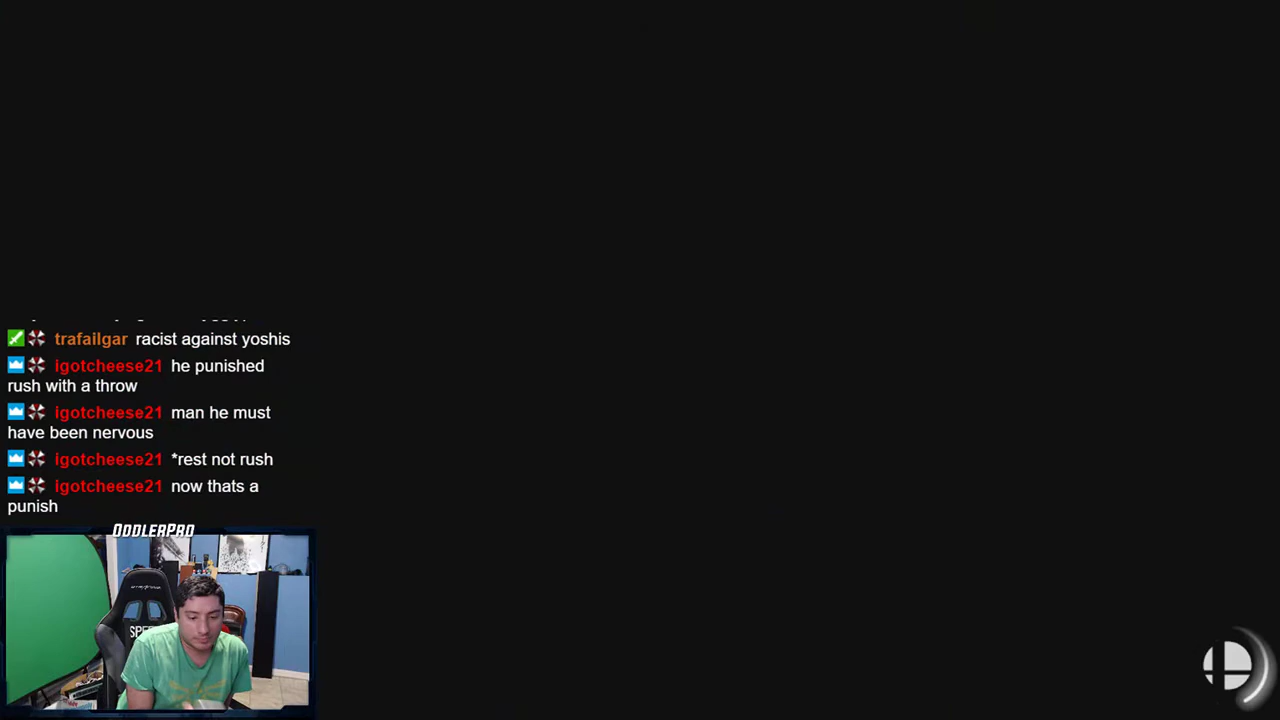 trafailgar racist against yoshis
igotcheese21 he punished
rush with a throw
igotcheese21 man he must
have been nervous
igotcheese21 *rest not rush
igotcheese21 now thats a
punish
ODDLERPRO